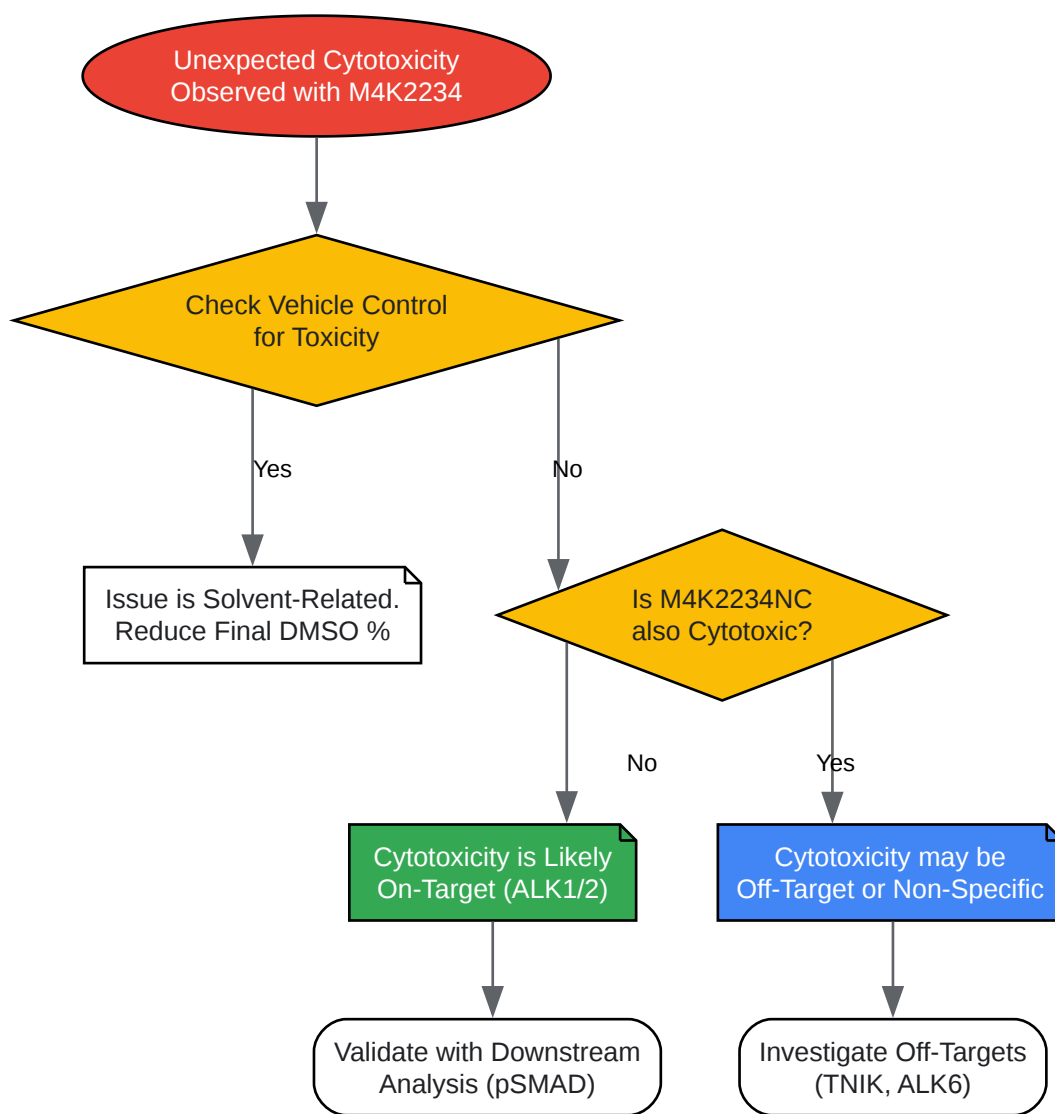 Unexpected Cytotoxicity
Observed with M4K2234
Check Vehicle Control
for Toxicity
Yes
No
Issue is Solvent-Related.
Reduce Final DMSO %
Is M4K2234NC
also Cytotoxic?
No
Yes
Cytotoxicity is Likely
On-Target (ALK1/2)
Cytotoxicity may be
Off-Target or Non-Specific
Validate with Downstream
Analysis (pSMAD)
Investigate Off-Targets
(TNIK, ALK6)